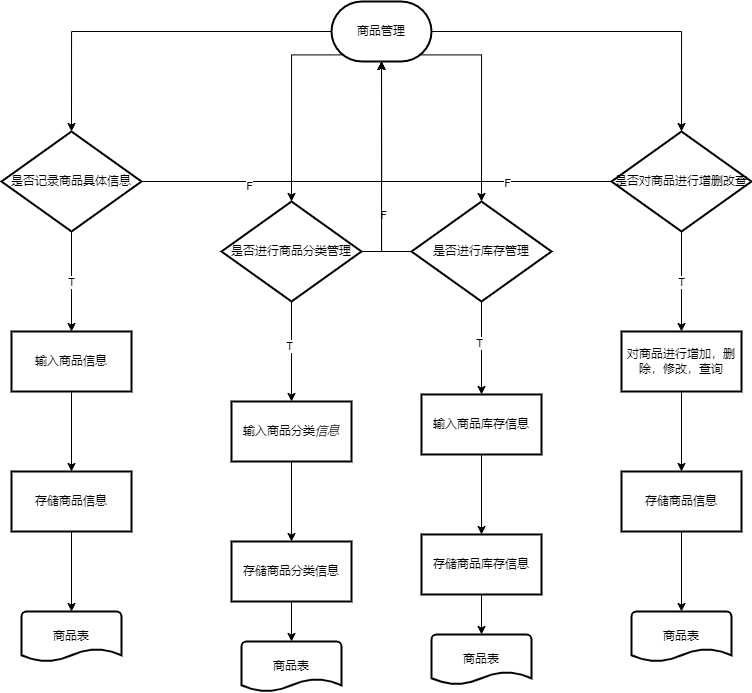 商品管理
是否记录商品具体信息
F
F
是否对商品进行增删改查
F
是否进行商品分类管理
是否进行库存管理
T
T
T
T
输入商品信息
对商品进行增加，删
除，修改，查询
输入商品分类信息
输入商品库存信息
存储商品信息
存储商品信息
存储商品分类信息
存储商品库存信息
商品表
商品表
商品表
商品表